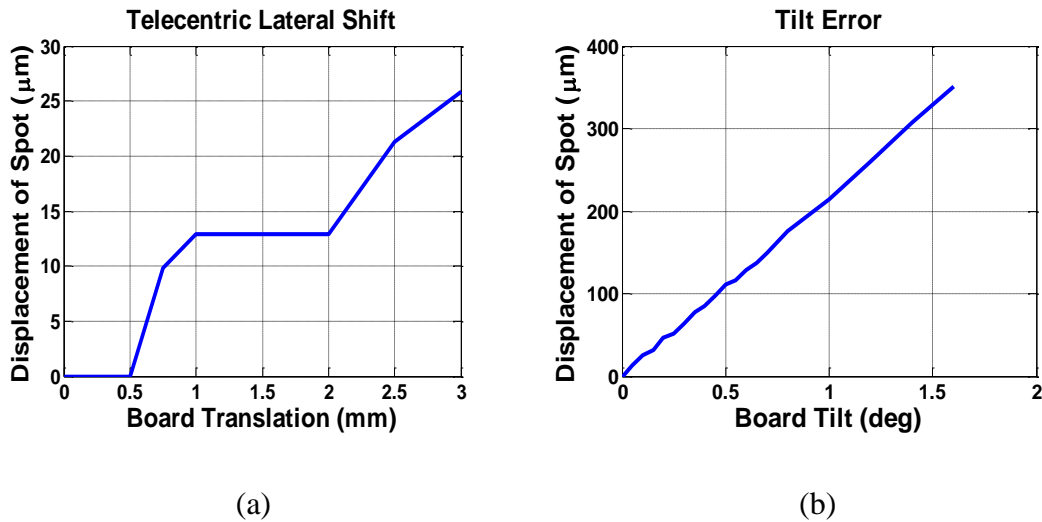 Telecentric Lateral Shift
Displacement of Spot (μm)
30
25
20
15
10
5
0
0 0.5 1 1.5 2 2.5 3
Board Translation (mm)
(a)
Tilt Error
Displacement of Spot (μm)
400
300
200
100
0
0 0.5 1 1.5 2
Board Tilt (deg)
(b)